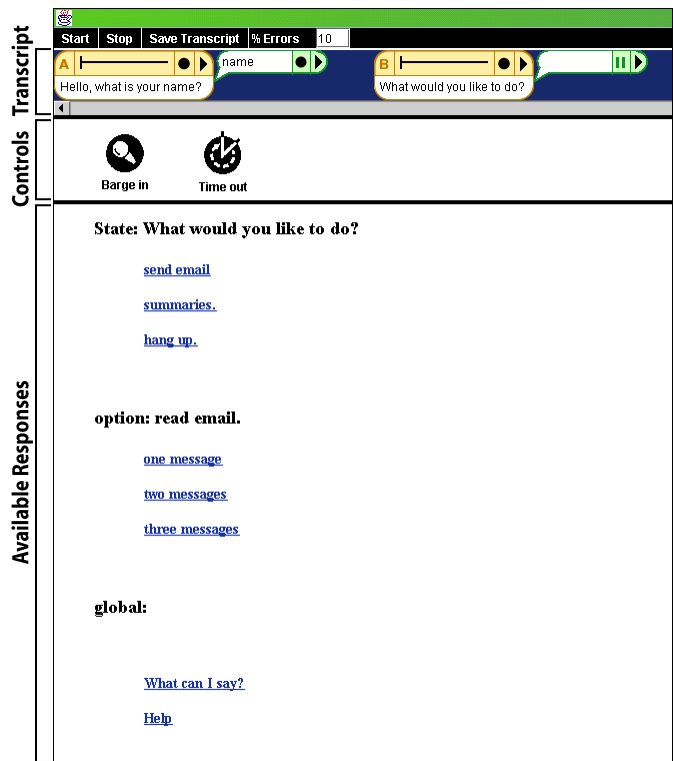 Start Stop Save Transcript % Errors 10
Transcript
A name B
Hello, what is your name? What would you like to do?
Controls
Barge in Time out
Available Responses
State: What would you like to do?
send email
summaries.
hang up.
option: read email.
one message
two messages
three messages
global:
What can I say?
Help